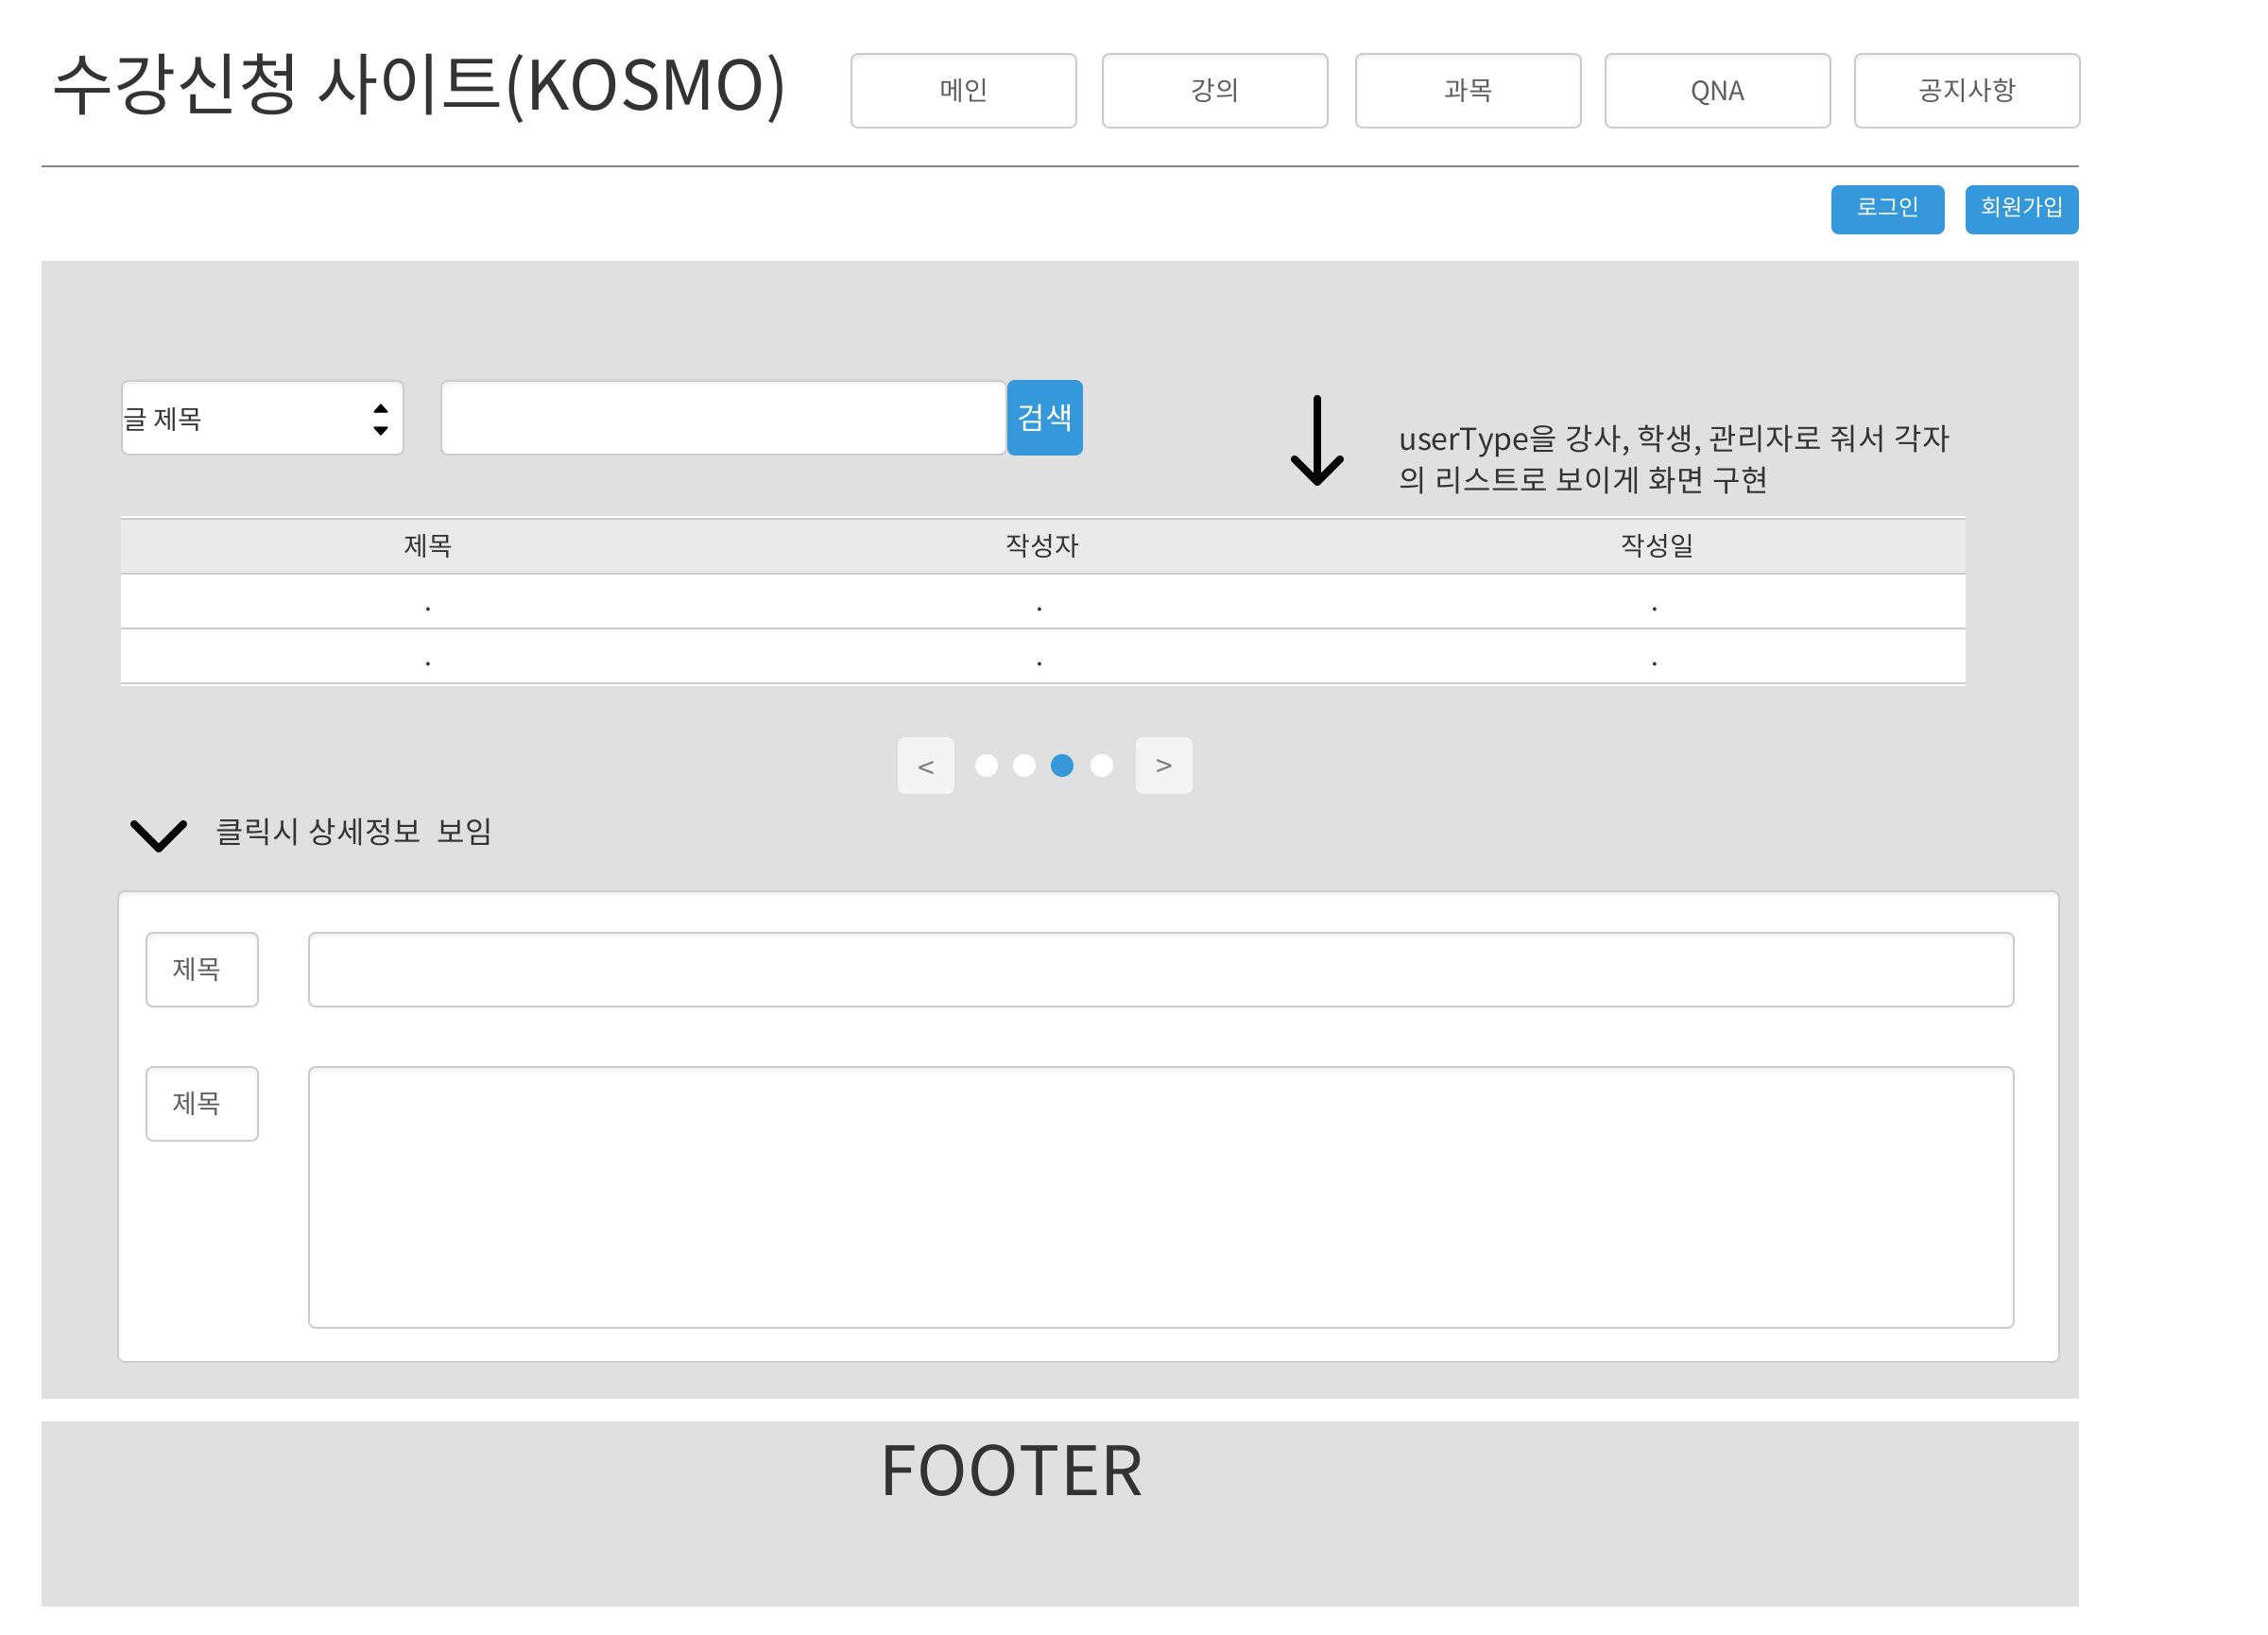 수강신청 사이트(KOSMO)
메인
강의
과목
QNA
공지사항
로그인
회원가입
글 제목
검색
userType을 강사, 학생, 관리자로 줘서 각자
의 리스트로 보이게 화면 구현
제목 작성자 작성일
. . .
. . .
< >
클릭시 상세정보 보임
제목
제목
FOOTER